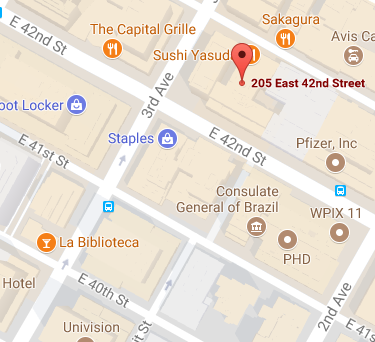 Sakagura
The Capital Grille
E 42nd St
3rd Ave
Avis Ca
Sushi Yasud
205 East 42nd Street
oot Locker
Staples
E 42nd St
Pfizer, Inc
E 41st St
Consulate
General of Brazil
WPIX 11
La Biblioteca
PHD
Hotel
E 40th St
2nd Ave
Univision
it St